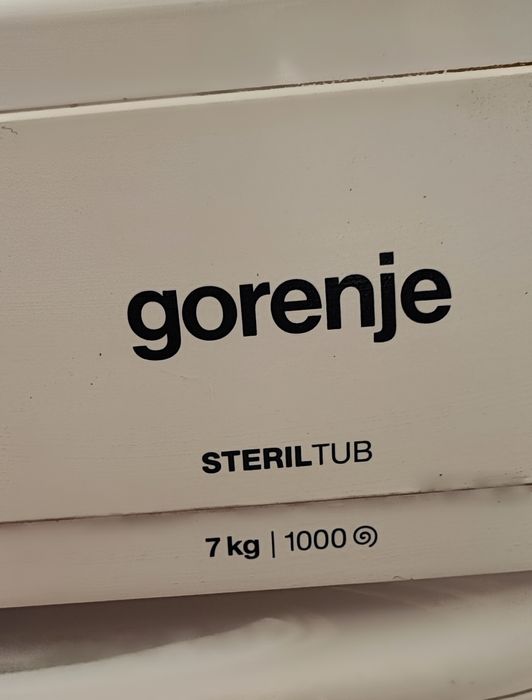 gorenje
STERILTUB
7 kg | 1000